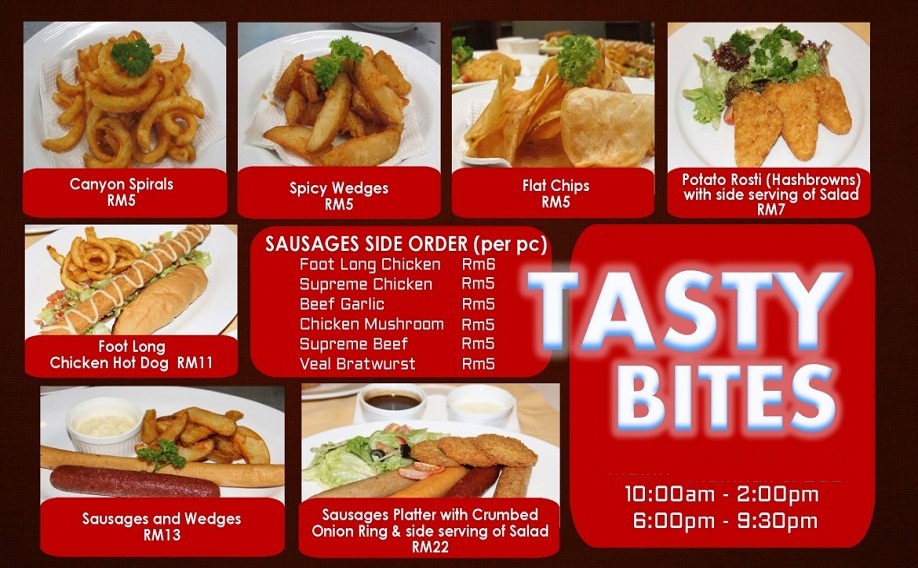 Canyon Spirals
RM5
Spicy Wedges
RM5
Flat Chips
RM5
Potato Rosti (Hashbrowns)
with side serving of Salad
RM7
Foot Long
Chicken Hot Dog RM11
SAUSAGES SIDE ORDER (per pc)
Foot Long Chicken Rm6
Supreme Chicken Rm5
Beef Garlic Rm5
Chicken Mushroom Rm5
Supreme Beef Rm5
Veal Bratwurst Rm5
TASTY
BITES
Sausages and Wedges
RM13
Sausages Platter with Crumbed
Onion Ring & side serving of Salad
RM22
10:00am - 2:00pm
6:00pm - 9:30pm